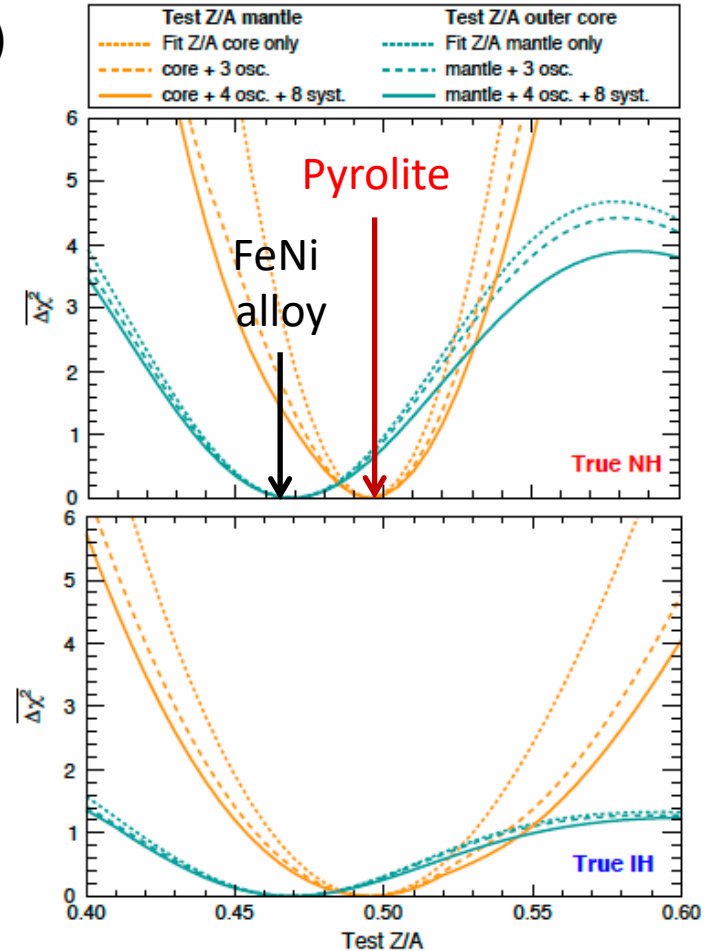 )
Test Z/A mantle Test Z/A outer core
Fit Z/A core only Fit Z/A mantle only
core + 3 osc. mantle + 3 osc.
core + 4 osc. + 8 syst. mantle + 4 osc. + 8 syst.
6
5
Pyrolite
4
FeNi
alloy
Δχ²
3
2
1
True NH
0
6
5
4
Δχ²
3
2
1
True IH
0
0.40 0.45 0.50 0.55 0.60
Test Z/A